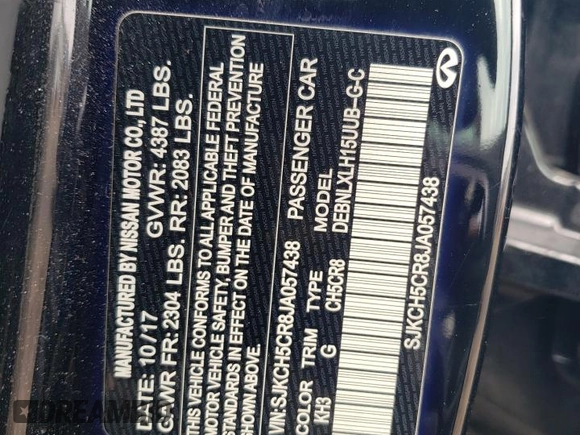 MANUFACTURED BY NISSAN MOTOR CO., LTD
DATE: 10/17 GVWR: 4387 LBS.
GAWR FR: 2304 LBS. RR: 2083 LBS.
THIS VEHICLE CONFORMS TO ALL APPLICABLE FEDERAL
MOTOR VEHICLE SAFETY, BUMPER AND THEFT PREVENTION
STANDARDS IN EFFECT ON THE DATE OF MANUFACTURE
SHOWN ABOVE.
VIN: SJKCH5CR8JA057438 PASSENGER CAR
COLOR TRIM TYPE MODEL
KH3 G CH5CR8 DEBNLXLH15UUB-G-C
SJKCH5CR8JA057438